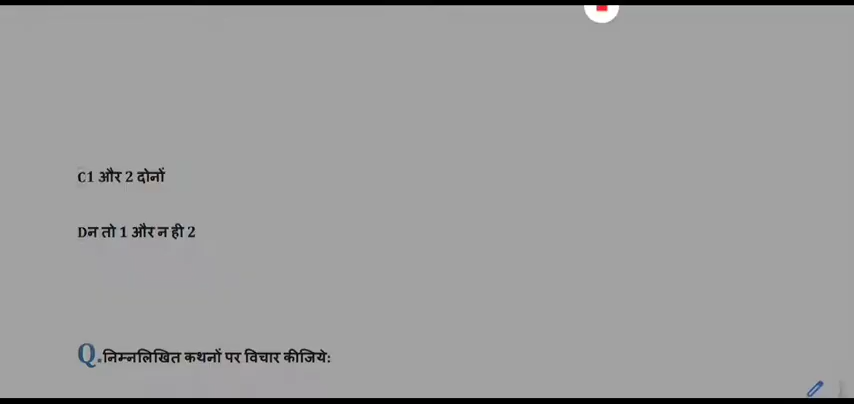 C1 और 2 दोनों
Dन तो 1 और न ही 2
Q.निम्नलिखित कथनों पर विचार कीजिये: